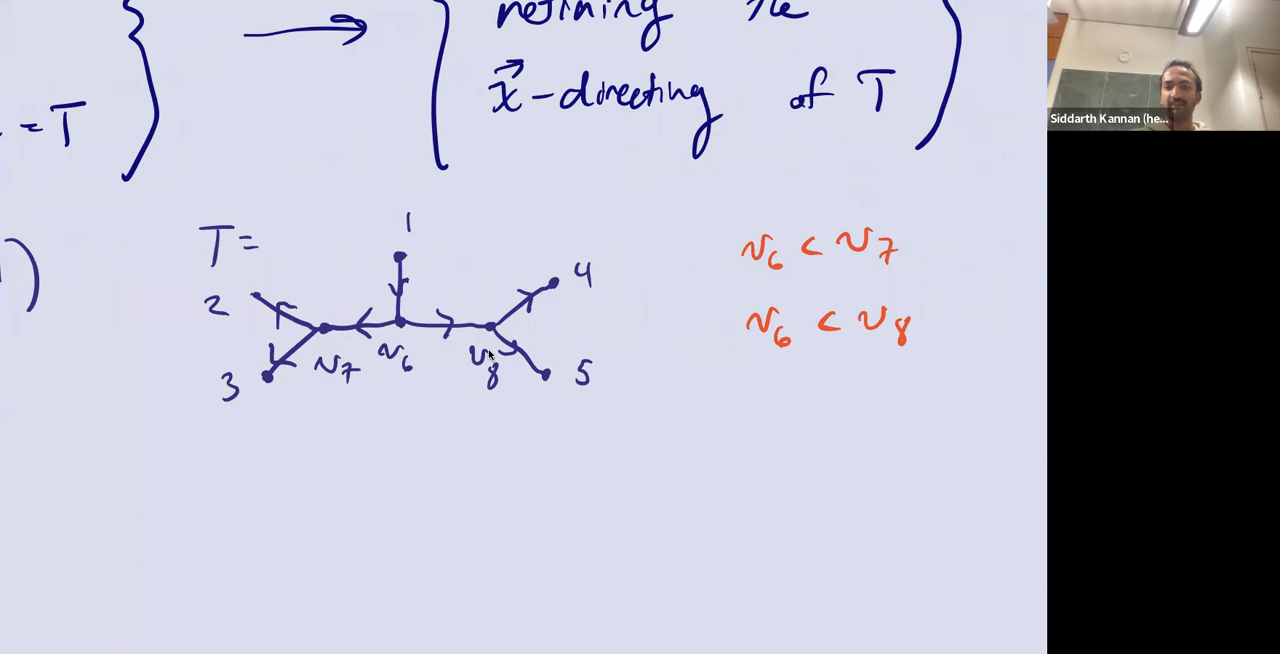 refining the
= T
x⃗-directing of T
T =
1
2
4
3
v₇
v₆
v₈
5
v₆ < v₇
v₆ < v₈
Siddarth Kannan (he...